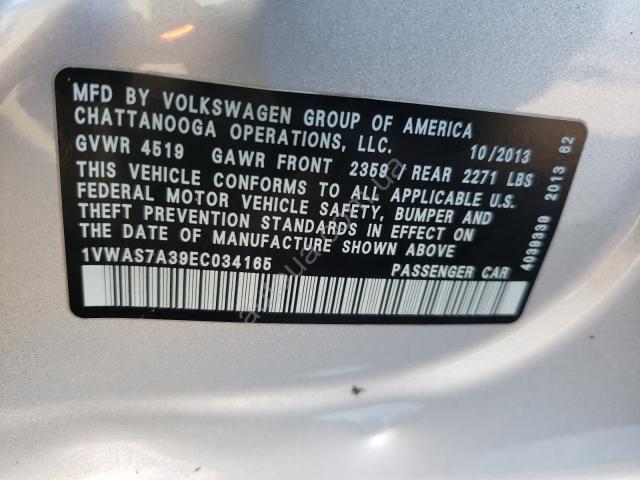 MFD BY VOLKSWAGEN GROUP OF AMERICA
CHATTANOOGA OPERATIONS, LLC. 10/2013
GVWR 4519 GAWR FRONT 2359 / REAR 2271 LBS
THIS VEHICLE CONFORMS TO ALL APPLICABLE U.S.
FEDERAL MOTOR VEHICLE SAFETY, BUMPER AND
THEFT PREVENTION STANDARDS IN EFFECT ON
THE DATE OF MANUFACTURE SHOWN ABOVE
1VWAS7A39EC034165 PASSENGER CAR
4039339 2013 62